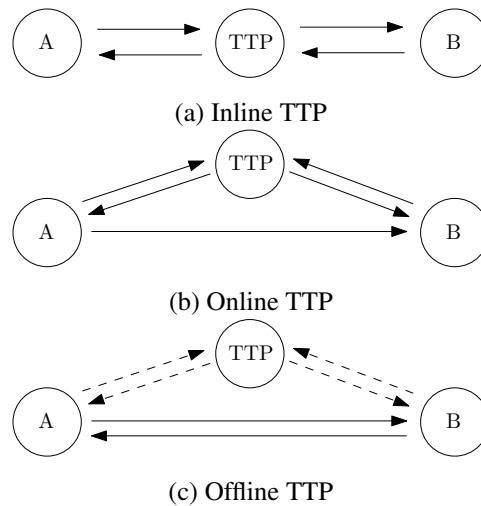 A TTP B
(a) Inline TTP
TTP
A B
(b) Online TTP
TTP
A B
(c) Offline TTP